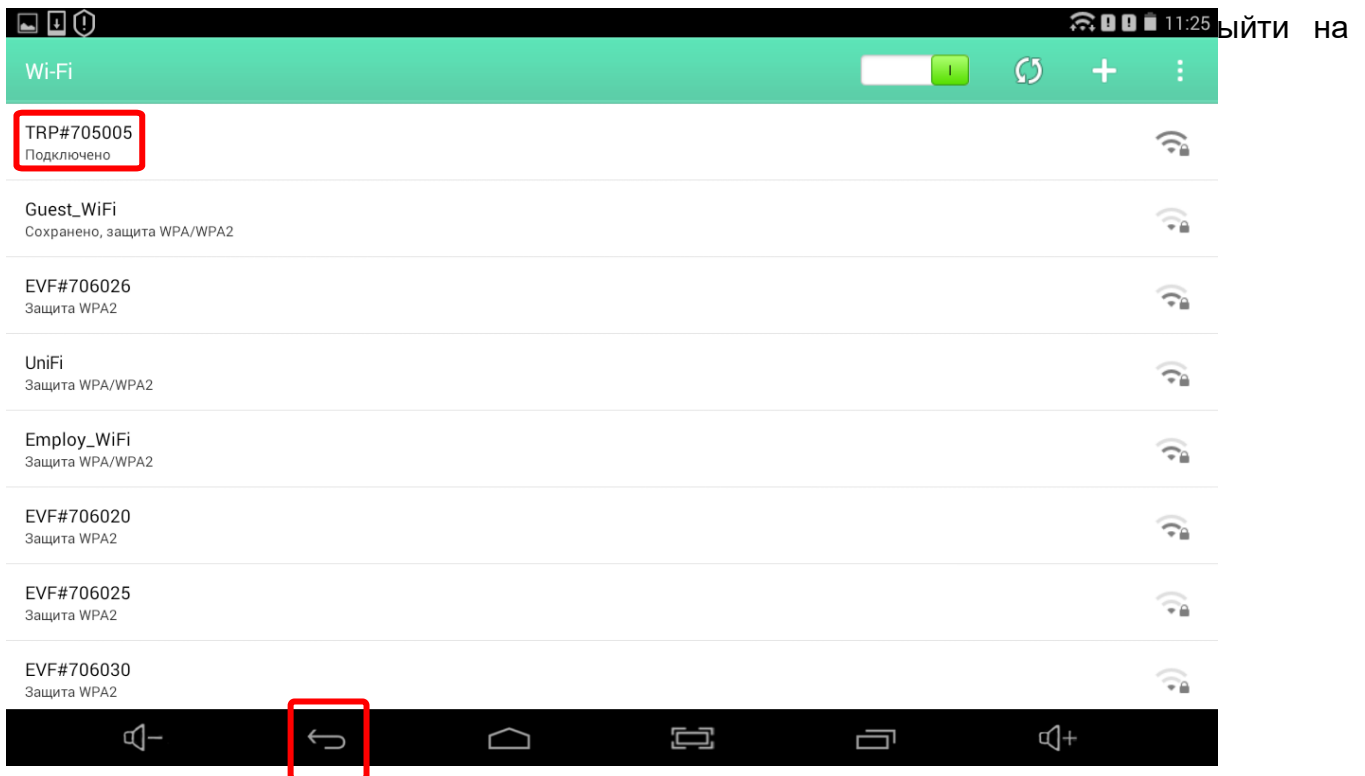 11:25 ыйти на
Wi-Fi
TRP#705005
Подключено
Guest_WiFi
Сохранено, защита WPA/WPA2
EVF#706026
Защита WPA2
UniFi
Защита WPA/WPA2
Employ_WiFi
Защита WPA/WPA2
EVF#706020
Защита WPA2
EVF#706025
Защита WPA2
EVF#706030
Защита WPA2